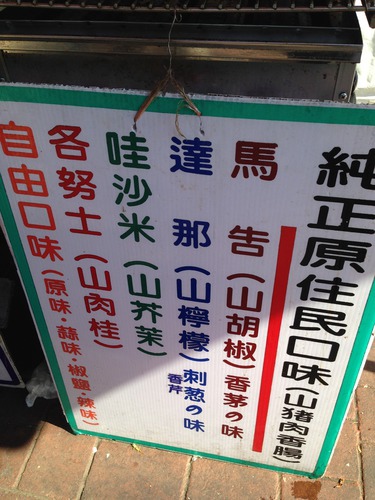 純正原住民口味(山豬肉香腸)
馬告(山胡椒)香茅の味
達那(山檸檬)刺葱の味
香芹
哇沙米(山芥茉)
各努士(山肉桂)
自由口味(原味·蒜味·椒鹽·辣味)